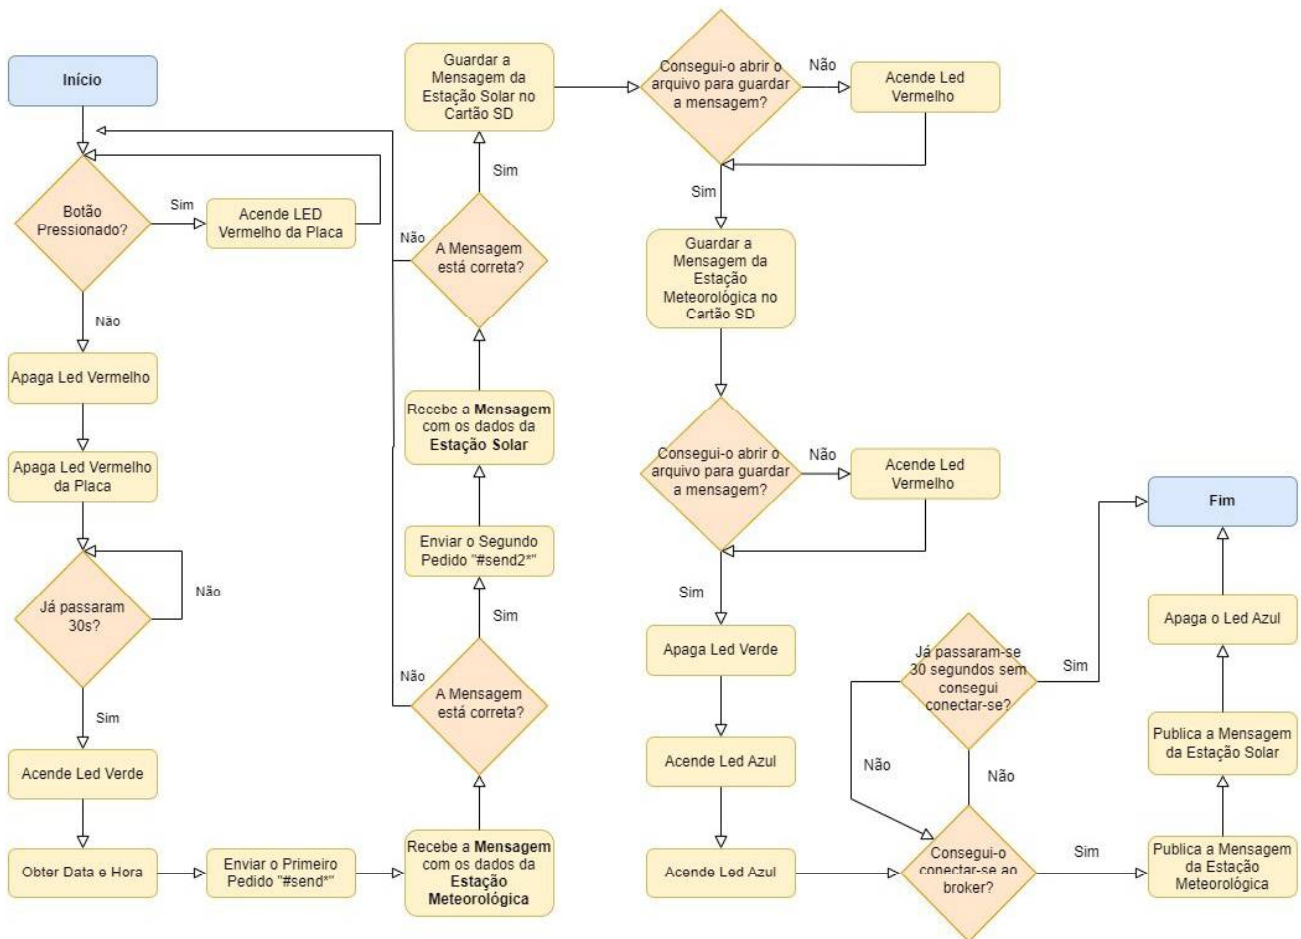 Início
Botão
Pressionado?
Sim
Acende LED
Vermelho da Placa
Não
Apaga Led Vermelho
Apaga Led Vermelho
da Placa
Já passaram
30s?
Não
Sim
Acende Led Verde
Obter Data e Hora
Enviar o Primeiro
Pedido "#send*"
Recebe a Mensagem
com os dados da
Estação
Meteorológica
A Mensagem
está correta?
Não
Sim
Enviar o Segundo
Pedido "#send2*"
Recebe a Mensagem
com os dados da
Estação Solar
A Mensagem
está correta?
Não
Sim
Guardar a
Mensagem da
Estação Solar no
Cartão SD
Consegui-o abrir o
arquivo para guardar
a mensagem?
Não
Acende Led
Vermelho
Sim
Guardar a
Mensagem da
Estação
Meteorológica no
Cartão SD
Consegui-o abrir o
arquivo para guardar
a mensagem?
Não
Acende Led
Vermelho
Sim
Apaga Led Verde
Acende Led Azul
Acende Led Azul
Consegui-o
conectar-se ao
broker?
Não
Já passaram-se
30 segundos sem
consegui
conectar-se?
Não
Sim
Sim
Publica a Mensagem
da Estação
Meteorológica
Publica a Mensagem
da Estação Solar
Apaga o Led Azul
Fim